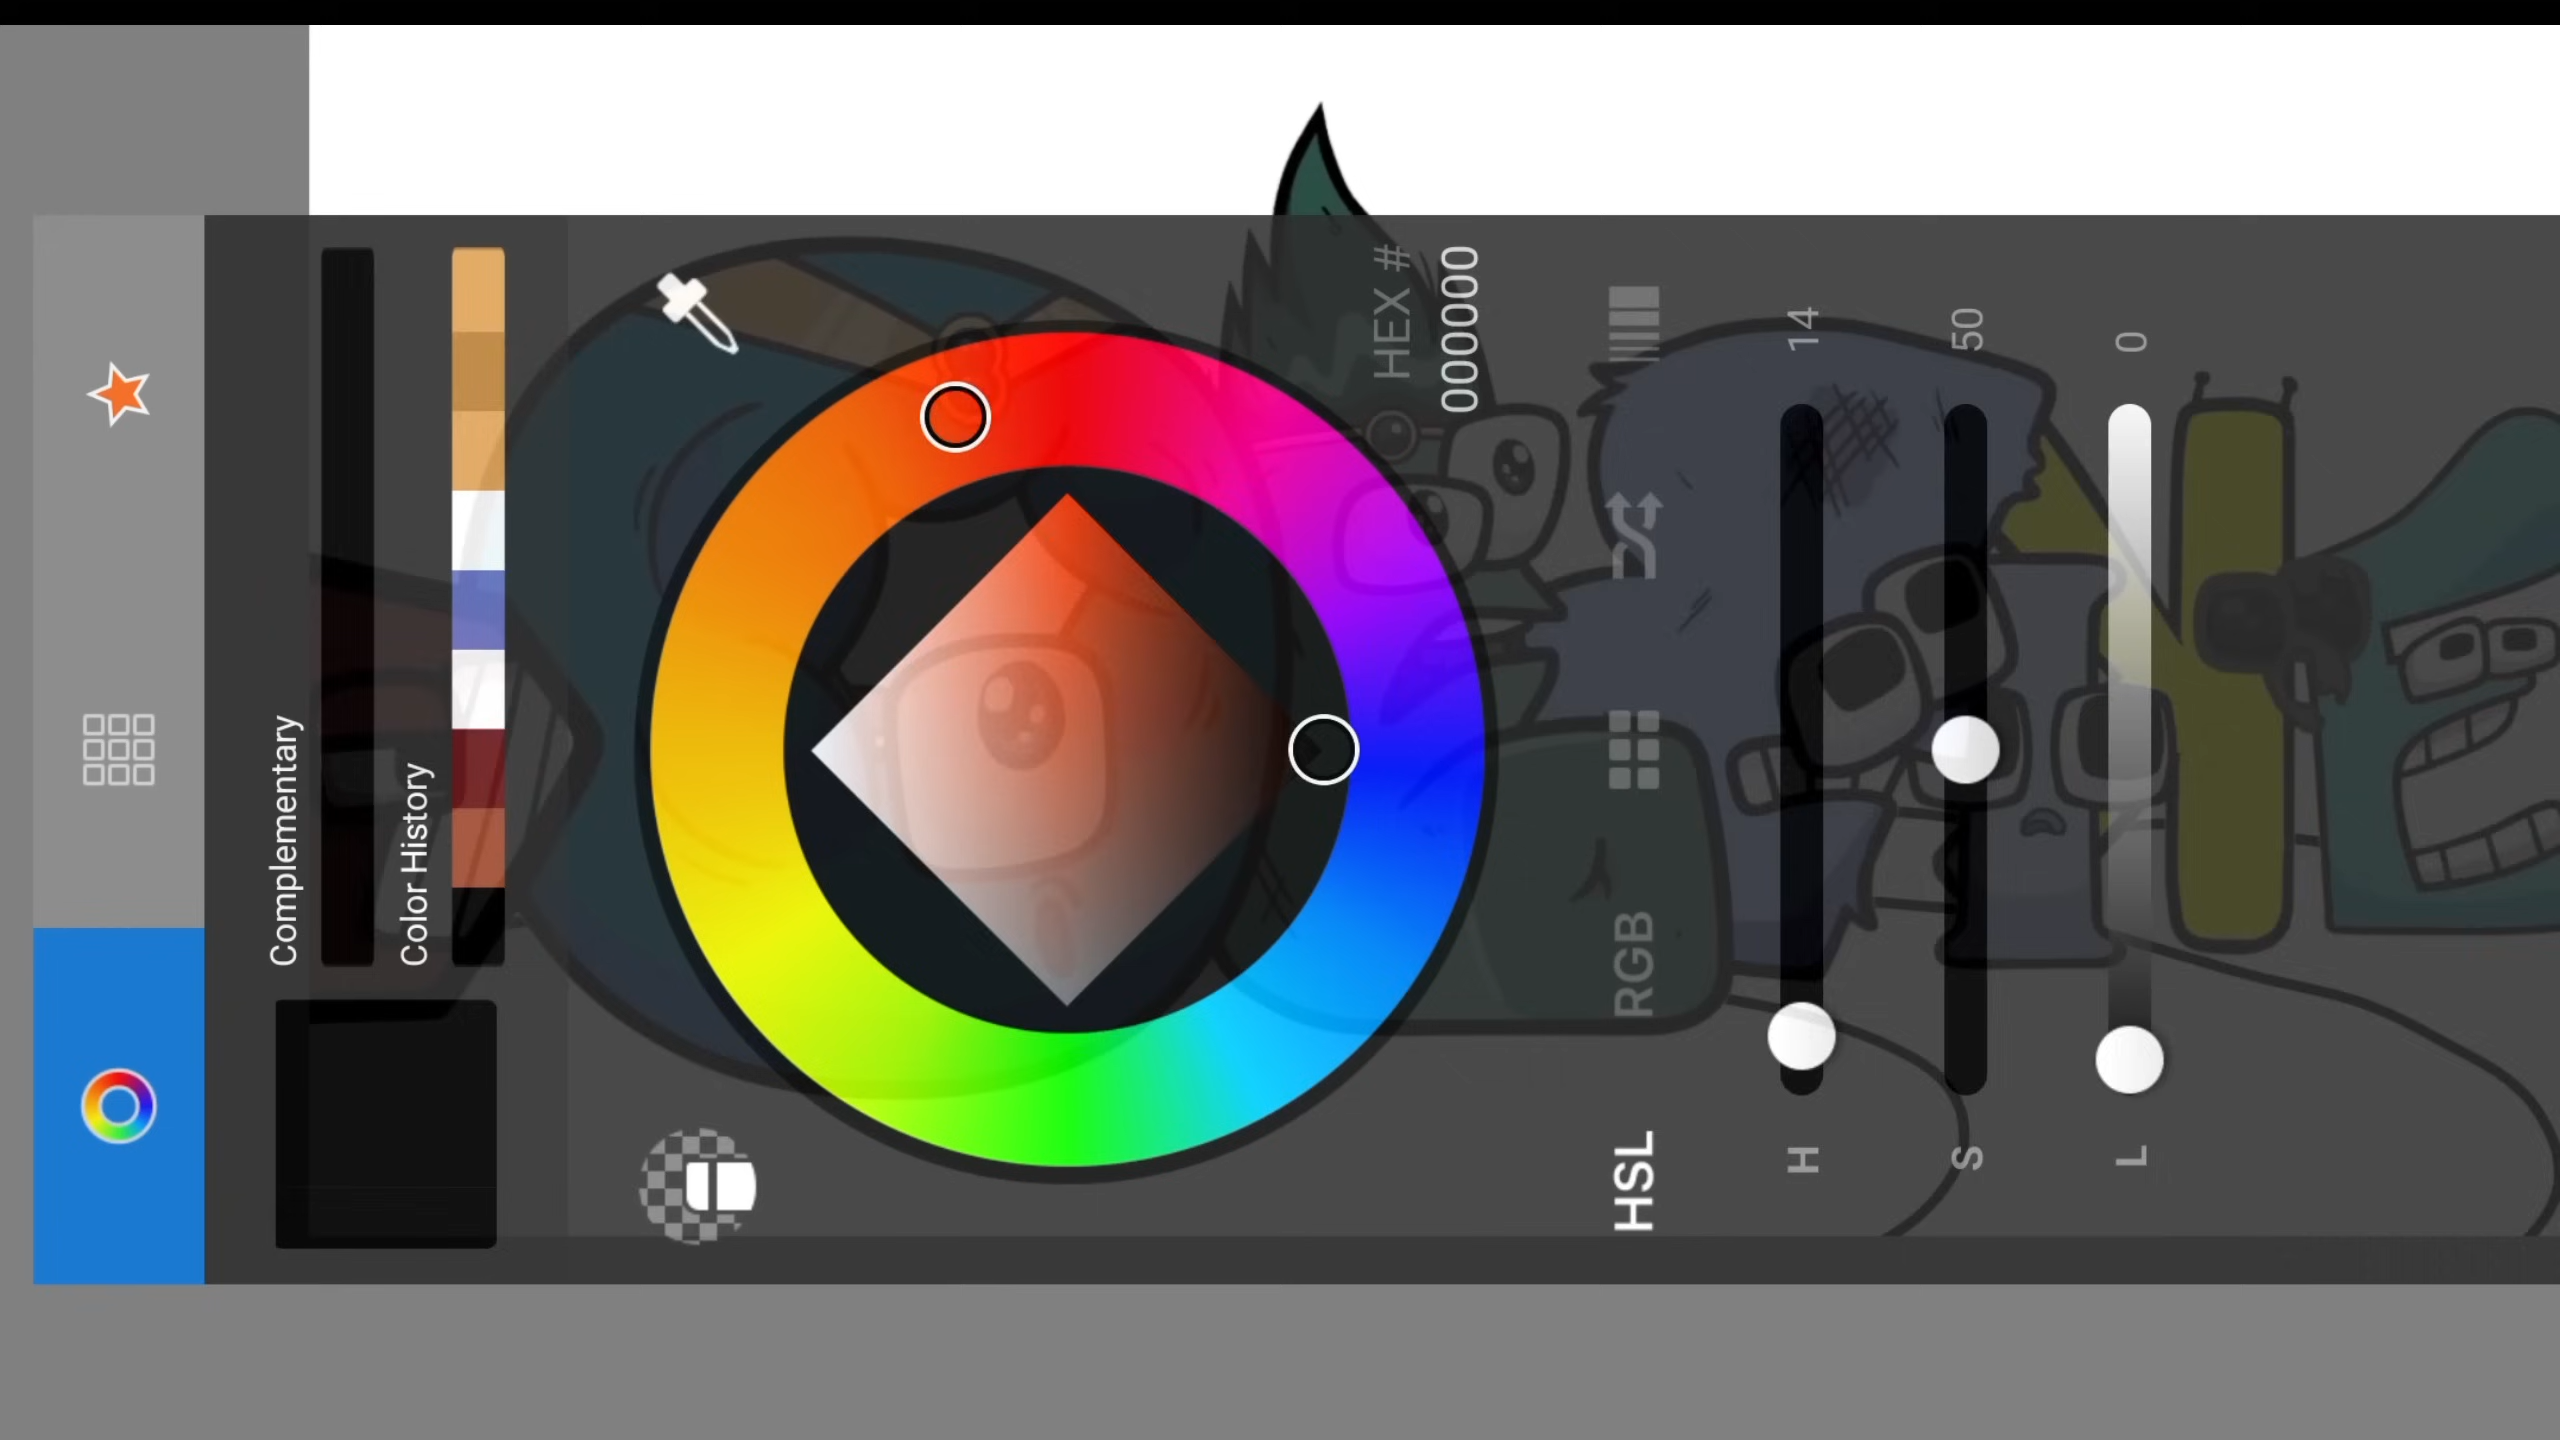 Complementary
Color History
HEX #
000000
HSL
RGB
H
14
S
50
L
0